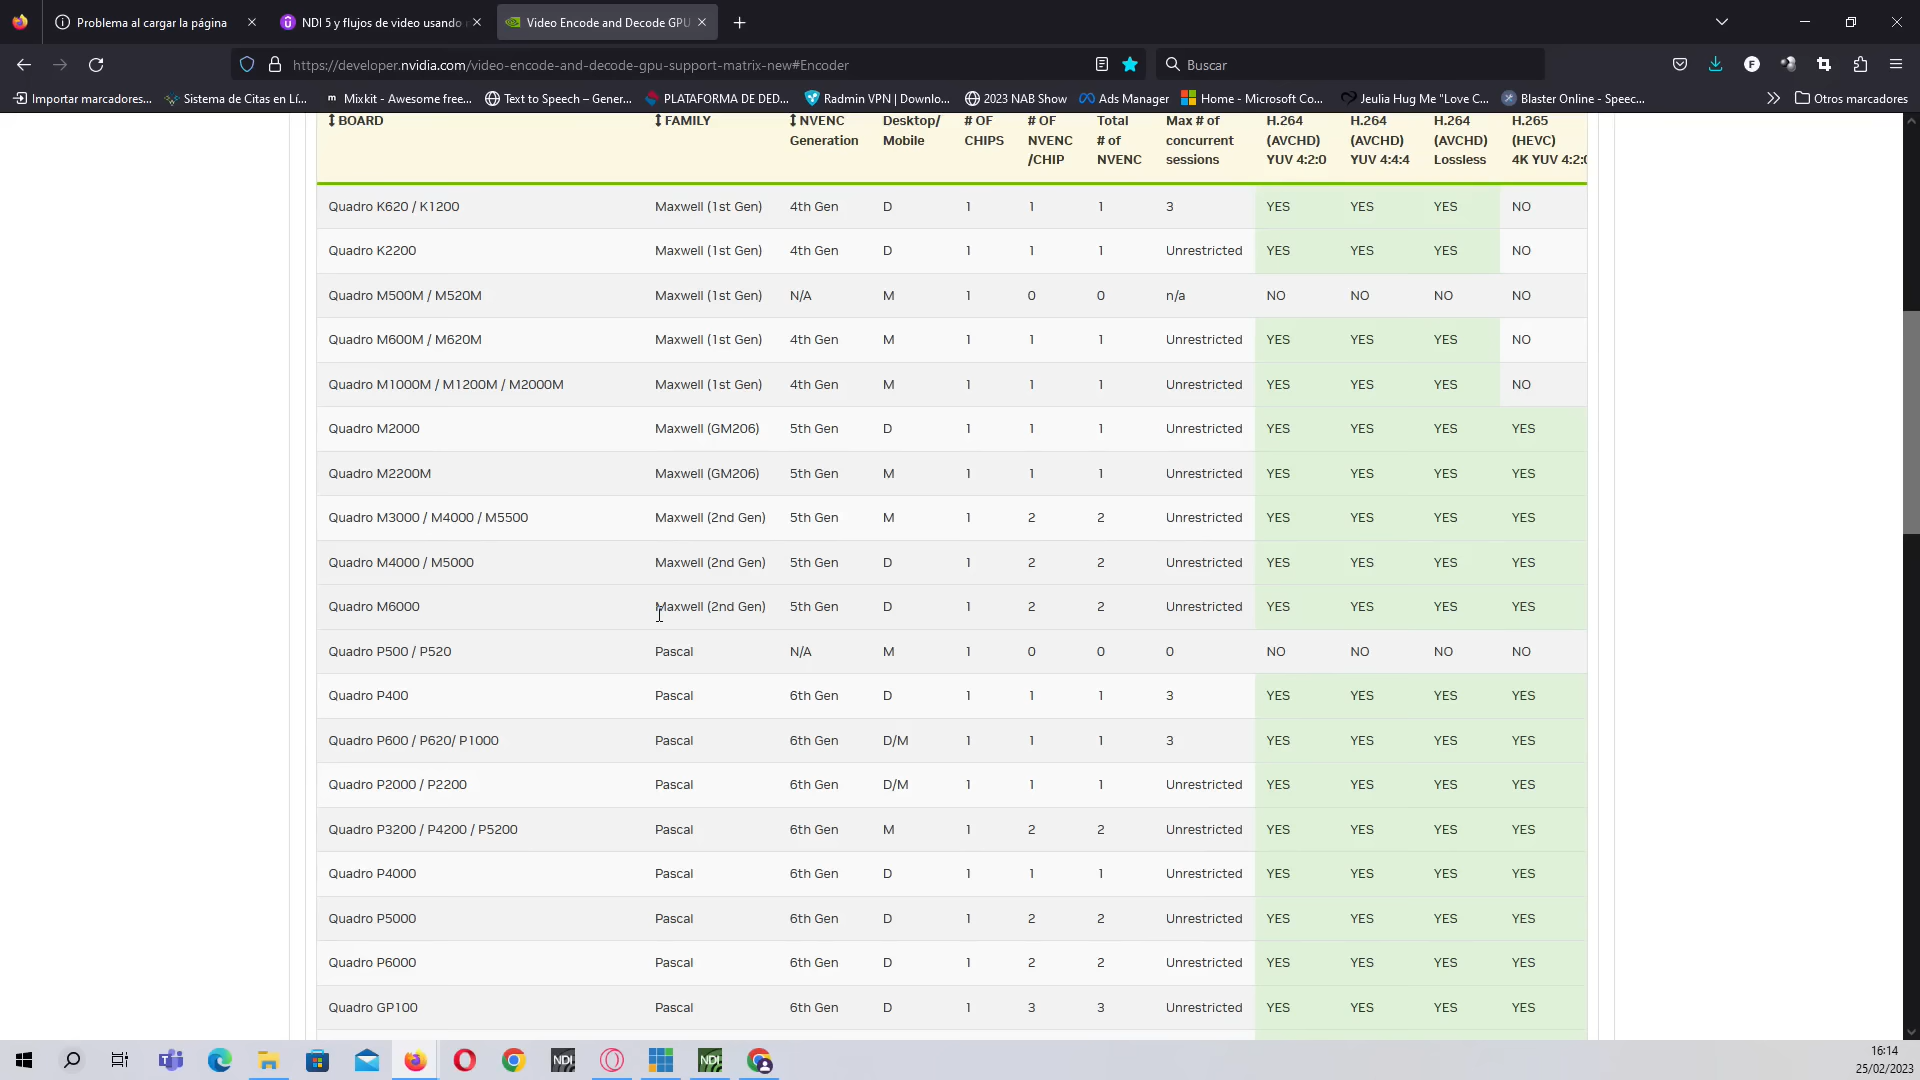 Problema al cargar la página
NDI 5 y flujos de video usando
Video Encode and Decode GPU
https://developer.nvidia.com/video-encode-and-decode-gpu-support-matrix-new#Encoder
Buscar
Importar marcadores...
Sistema de Citas en Lí...
Mixkit - Awesome free...
Text to Speech – Gener...
PLATAFORMA DE DED...
Radmin VPN | Downlo...
2023 NAB Show
Ads Manager
Home - Microsoft Co...
Jeulia Hug Me "Love C...
Blaster Online - Speec...
Otros marcadores
BOARD FAMILY NVENC Generation Desktop/ Mobile # OF CHIPS # OF NVENC /CHIP Total # of NVENC Max # of concurrent sessions H.264 (AVCHD) YUV 4:2:0 H.264 (AVCHD) YUV 4:4:4 H.264 (AVCHD) Lossless H.265 (HEVC) 4K YUV 4:2:0
Quadro K620 / K1200 Maxwell (1st Gen) 4th Gen D 1 1 1 3 YES YES YES NO
Quadro K2200 Maxwell (1st Gen) 4th Gen D 1 1 1 Unrestricted YES YES YES NO
Quadro M500M / M520M Maxwell (1st Gen) N/A M 1 0 0 n/a NO NO NO NO
Quadro M600M / M620M Maxwell (1st Gen) 4th Gen M 1 1 1 Unrestricted YES YES YES NO
Quadro M1000M / M1200M / M2000M Maxwell (1st Gen) 4th Gen M 1 1 1 Unrestricted YES YES YES NO
Quadro M2000 Maxwell (GM206) 5th Gen D 1 1 1 Unrestricted YES YES YES YES
Quadro M2200M Maxwell (GM206) 5th Gen M 1 1 1 Unrestricted YES YES YES YES
Quadro M3000 / M4000 / M5500 Maxwell (2nd Gen) 5th Gen M 1 2 2 Unrestricted YES YES YES YES
Quadro M4000 / M5000 Maxwell (2nd Gen) 5th Gen D 1 2 2 Unrestricted YES YES YES YES
Quadro M6000 Maxwell (2nd Gen) 5th Gen D 1 2 2 Unrestricted YES YES YES YES
Quadro P500 / P520 Pascal N/A M 1 0 0 0 NO NO NO NO
Quadro P400 Pascal 6th Gen D 1 1 1 3 YES YES YES YES
Quadro P600 / P620/ P1000 Pascal 6th Gen D/M 1 1 1 3 YES YES YES YES
Quadro P2000 / P2200 Pascal 6th Gen D/M 1 1 1 Unrestricted YES YES YES YES
Quadro P3200 / P4200 / P5200 Pascal 6th Gen M 1 2 2 Unrestricted YES YES YES YES
Quadro P4000 Pascal 6th Gen D 1 1 1 Unrestricted YES YES YES YES
Quadro P5000 Pascal 6th Gen D 1 2 2 Unrestricted YES YES YES YES
Quadro P6000 Pascal 6th Gen D 1 2 2 Unrestricted YES YES YES YES
Quadro GP100 Pascal 6th Gen D 1 3 3 Unrestricted YES YES YES YES
NDI
NDI
16:14
25/02/2023